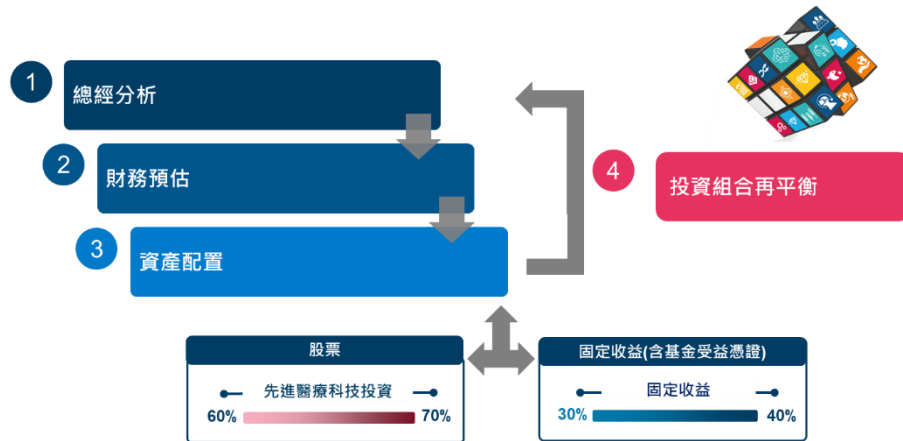 1
總經分析
2
財務預估
3
資產配置
4
投資組合再平衡
股票
先進醫療科技投資
60%
70%
固定收益(含基金受益憑證)
固定收益
30%
40%